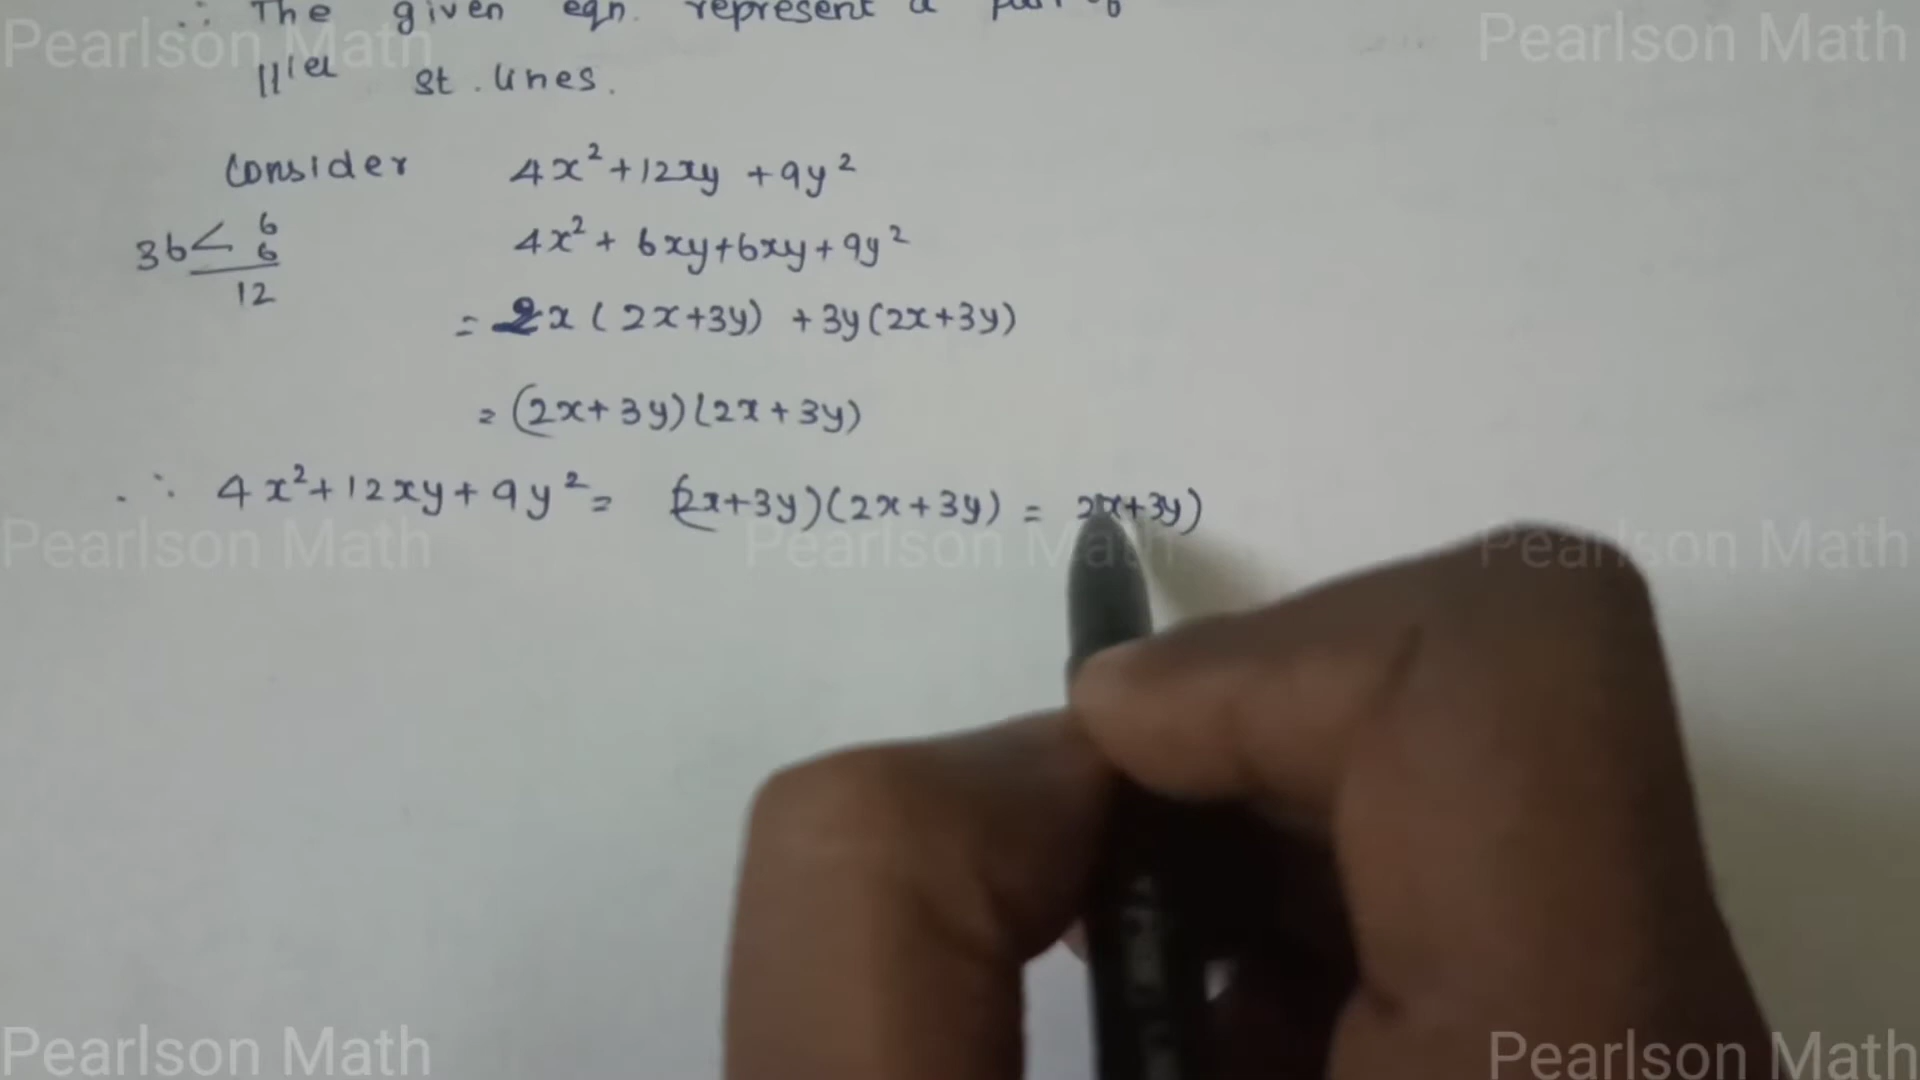 ∴ The given eqn. represent a pair of
||lel st. lines.
Consider 4x² + 12xy + 9y²
36 < 6
6
12
4x² + 6xy + 6xy + 9y²
= 2x (2x+3y) + 3y (2x+3y)
= (2x+3y)(2x+3y)
∴ 4x² + 12xy + 9y² = (2x+3y)(2x+3y) = 2x+3y)
Pearlson Math
Pearlson Math
Pearlson Math
Pearlson Math
Pearlson Math
Pearlson Math
Pearlson Math